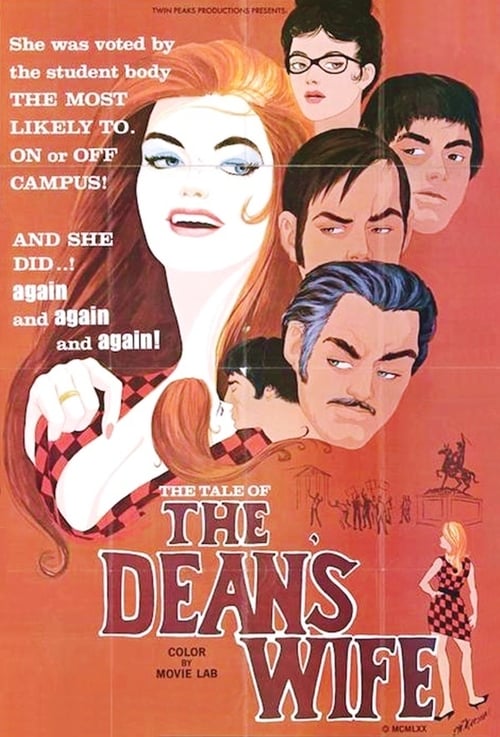 TWIN PEAKS PRODUCTIONS PRESENTS.
She was voted by
the student body
THE MOST
LIKELY TO.
ON or OFF
CAMPUS!
AND SHE
DID..!
again
and again
and again!
THE TALE OF
THE
DEAN'S
WIFE
COLOR
BY
MOVIE LAB
© MCMLXX